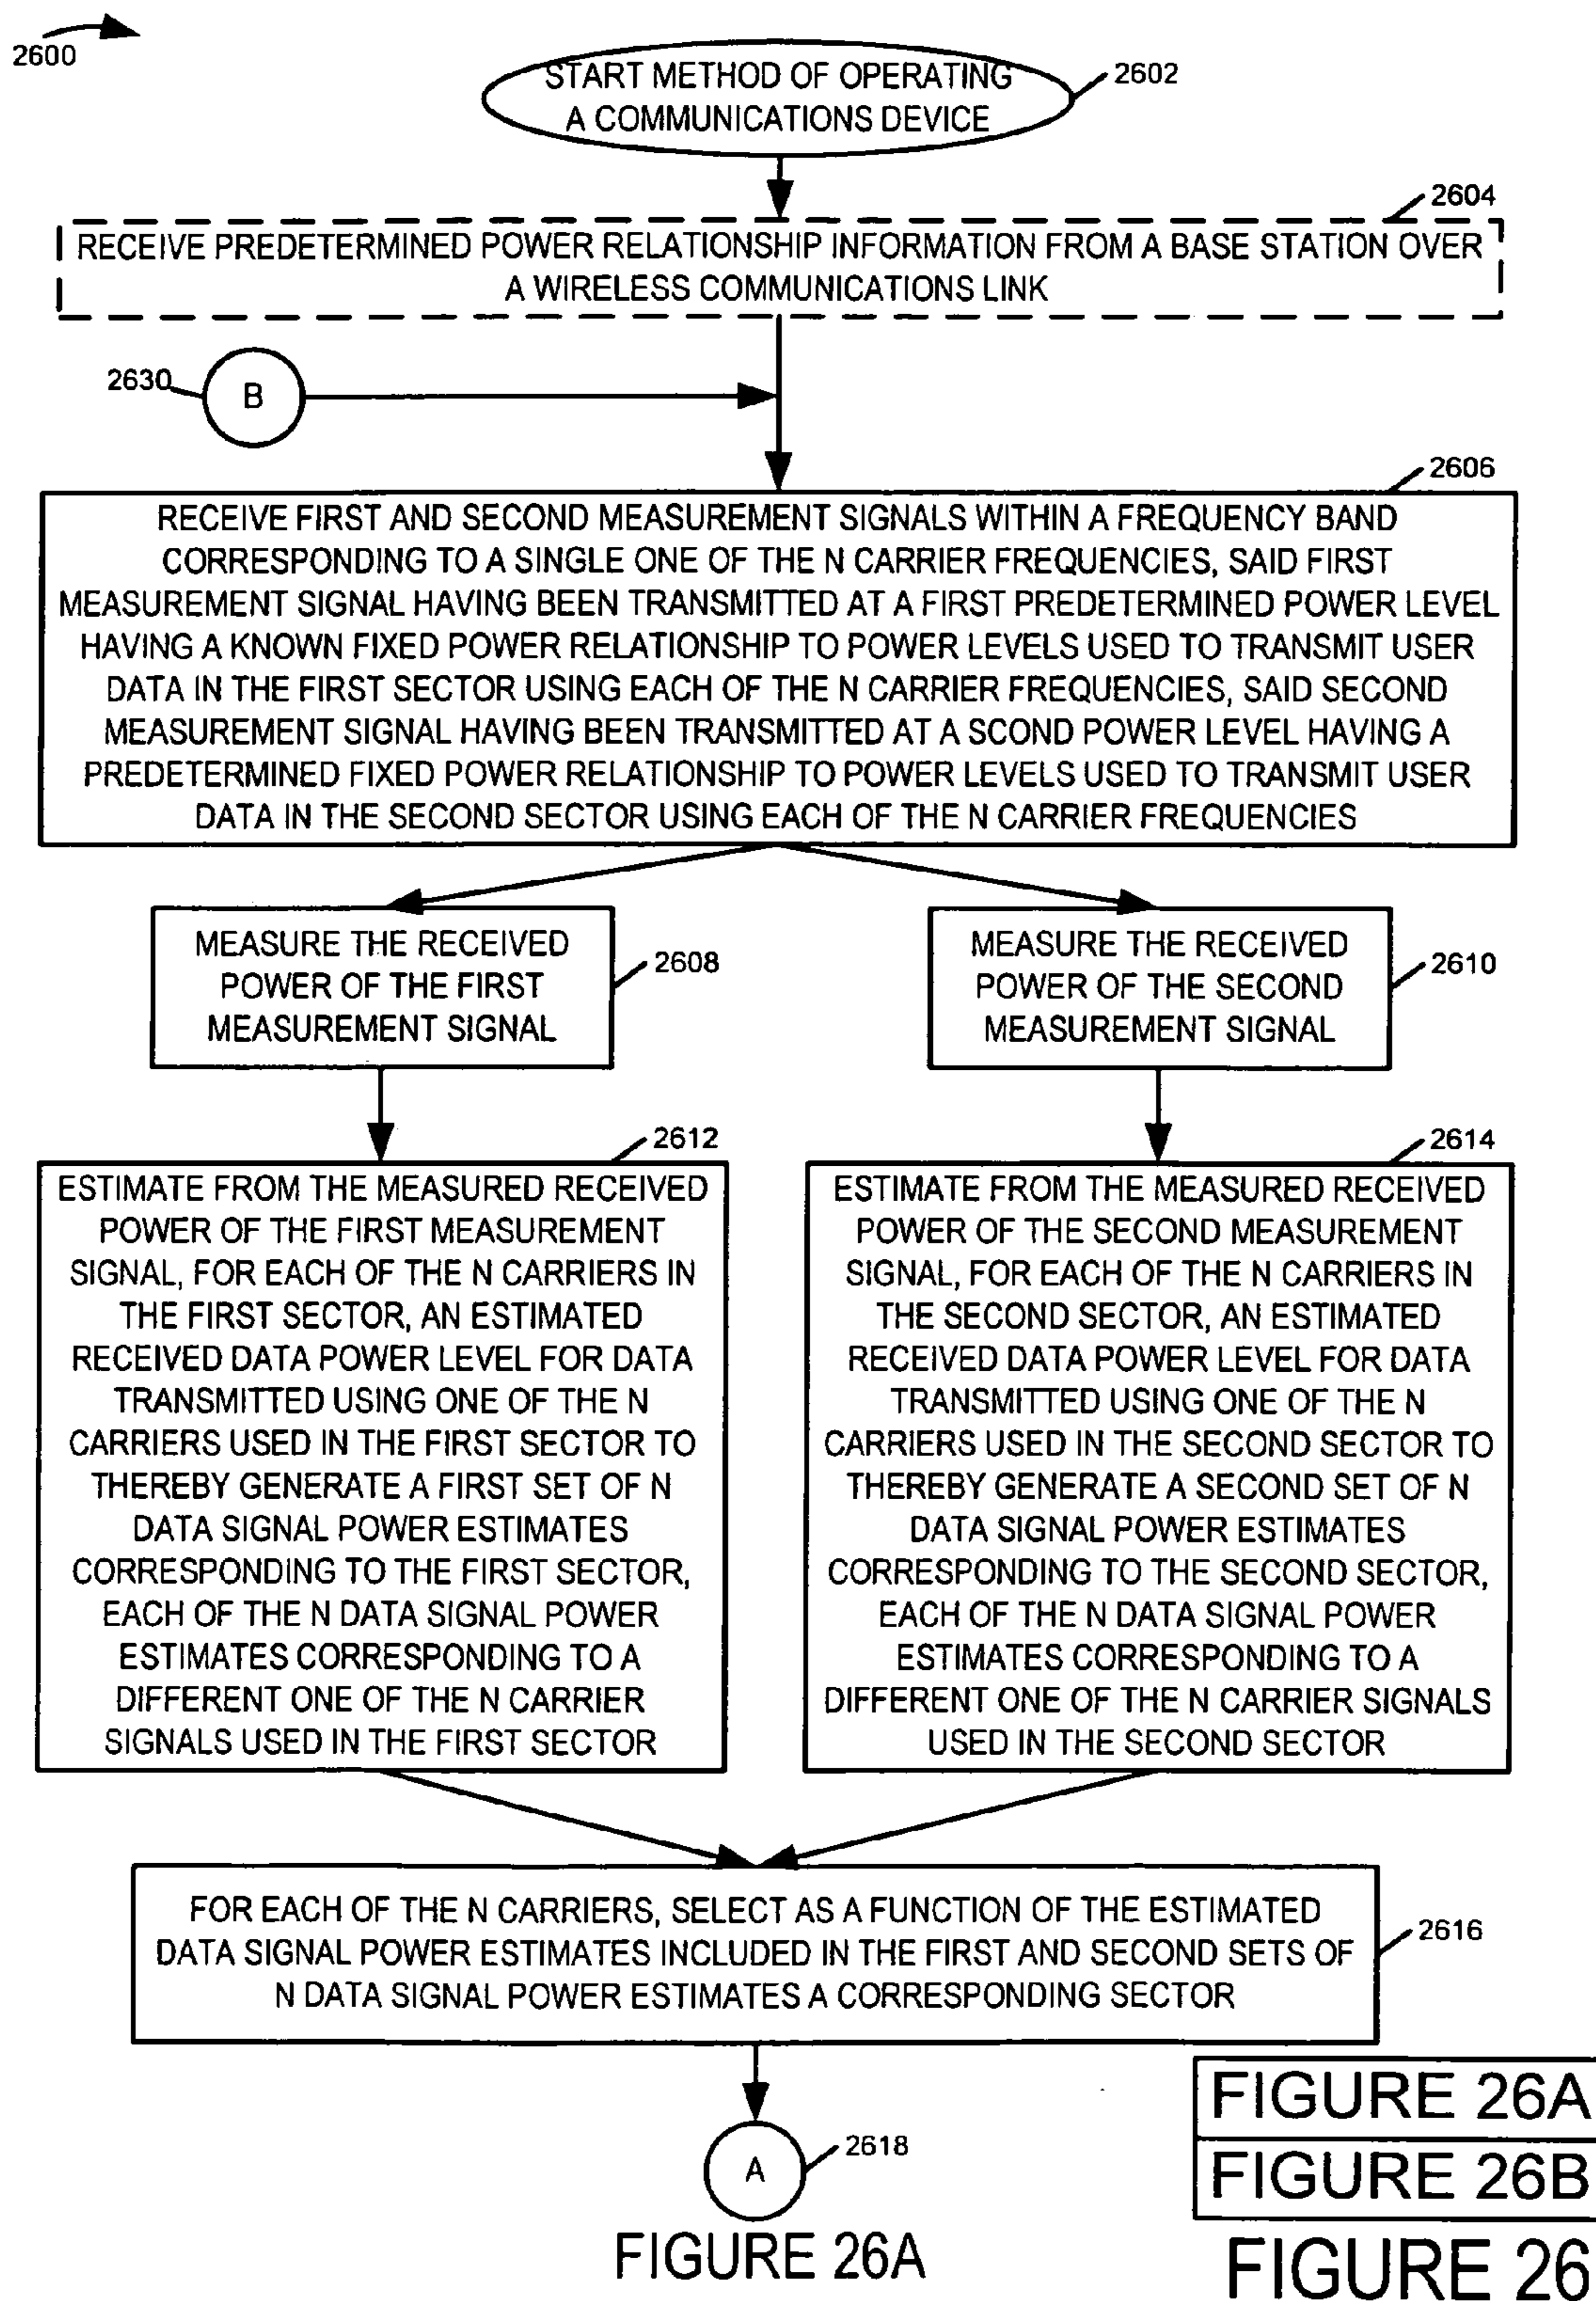 2600
START METHOD OF OPERATING
A COMMUNICATIONS DEVICE
2602
2604
RECEIVE PREDETERMINED POWER RELATIONSHIP INFORMATION FROM A BASE STATION OVER
A WIRELESS COMMUNICATIONS LINK
2630
B
2606
RECEIVE FIRST AND SECOND MEASUREMENT SIGNALS WITHIN A FREQUENCY BAND
CORRESPONDING TO A SINGLE ONE OF THE N CARRIER FREQUENCIES, SAID FIRST
MEASUREMENT SIGNAL HAVING BEEN TRANSMITTED AT A FIRST PREDETERMINED POWER LEVEL
HAVING A KNOWN FIXED POWER RELATIONSHIP TO POWER LEVELS USED TO TRANSMIT USER
DATA IN THE FIRST SECTOR USING EACH OF THE N CARRIER FREQUENCIES, SAID SECOND
MEASUREMENT SIGNAL HAVING BEEN TRANSMITTED AT A SCOND POWER LEVEL HAVING A
PREDETERMINED FIXED POWER RELATIONSHIP TO POWER LEVELS USED TO TRANSMIT USER
DATA IN THE SECOND SECTOR USING EACH OF THE N CARRIER FREQUENCIES
MEASURE THE RECEIVED
POWER OF THE FIRST
MEASUREMENT SIGNAL
2608
MEASURE THE RECEIVED
POWER OF THE SECOND
MEASUREMENT SIGNAL
2610
2612
ESTIMATE FROM THE MEASURED RECEIVED
POWER OF THE FIRST MEASUREMENT
SIGNAL, FOR EACH OF THE N CARRIERS IN
THE FIRST SECTOR, AN ESTIMATED
RECEIVED DATA POWER LEVEL FOR DATA
TRANSMITTED USING ONE OF THE N
CARRIERS USED IN THE FIRST SECTOR TO
THEREBY GENERATE A FIRST SET OF N
DATA SIGNAL POWER ESTIMATES
CORRESPONDING TO THE FIRST SECTOR,
EACH OF THE N DATA SIGNAL POWER
ESTIMATES CORRESPONDING TO A
DIFFERENT ONE OF THE N CARRIER
SIGNALS USED IN THE FIRST SECTOR
2614
ESTIMATE FROM THE MEASURED RECEIVED
POWER OF THE SECOND MEASUREMENT
SIGNAL, FOR EACH OF THE N CARRIERS IN
THE SECOND SECTOR, AN ESTIMATED
RECEIVED DATA POWER LEVEL FOR DATA
TRANSMITTED USING ONE OF THE N
CARRIERS USED IN THE SECOND SECTOR TO
THEREBY GENERATE A SECOND SET OF N
DATA SIGNAL POWER ESTIMATES
CORRESPONDING TO THE SECOND SECTOR,
EACH OF THE N DATA SIGNAL POWER
ESTIMATES CORRESPONDING TO A
DIFFERENT ONE OF THE N CARRIER SIGNALS
USED IN THE SECOND SECTOR
FOR EACH OF THE N CARRIERS, SELECT AS A FUNCTION OF THE ESTIMATED
DATA SIGNAL POWER ESTIMATES INCLUDED IN THE FIRST AND SECOND SETS OF
N DATA SIGNAL POWER ESTIMATES A CORRESPONDING SECTOR
2616
A
2618
FIGURE 26A
FIGURE 26A
FIGURE 26B
FIGURE 26